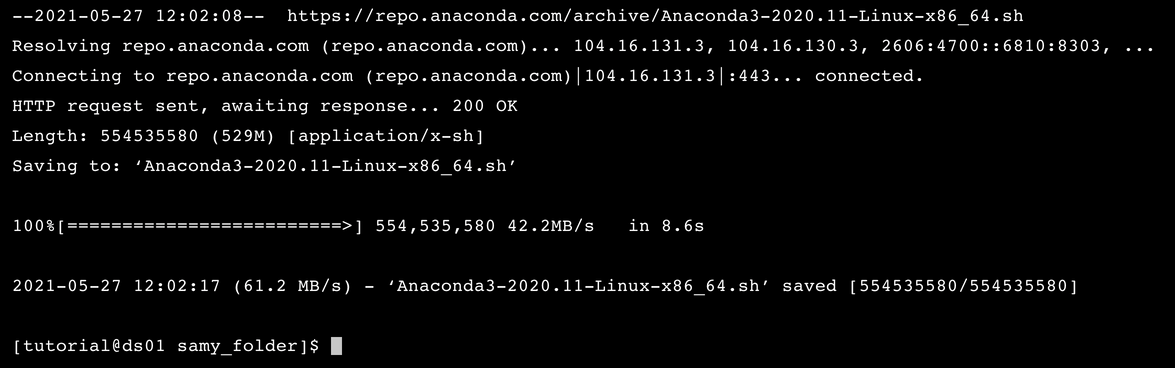 --2021-05-27 12:02:08--  https://repo.anaconda.com/archive/Anaconda3-2020.11-Linux-x86_64.sh
Resolving repo.anaconda.com (repo.anaconda.com)... 104.16.131.3, 104.16.130.3, 2606:4700::6810:8303, ...
Connecting to repo.anaconda.com (repo.anaconda.com)|104.16.131.3|:443... connected.
HTTP request sent, awaiting response... 200 OK
Length: 554535580 (529M) [application/x-sh]
Saving to: ‘Anaconda3-2020.11-Linux-x86_64.sh’
100%[=========================>] 554,535,580 42.2MB/s   in 8.6s
2021-05-27 12:02:17 (61.2 MB/s) - ‘Anaconda3-2020.11-Linux-x86_64.sh’ saved [554535580/554535580]
[tutorial@ds01 samy_folder]$